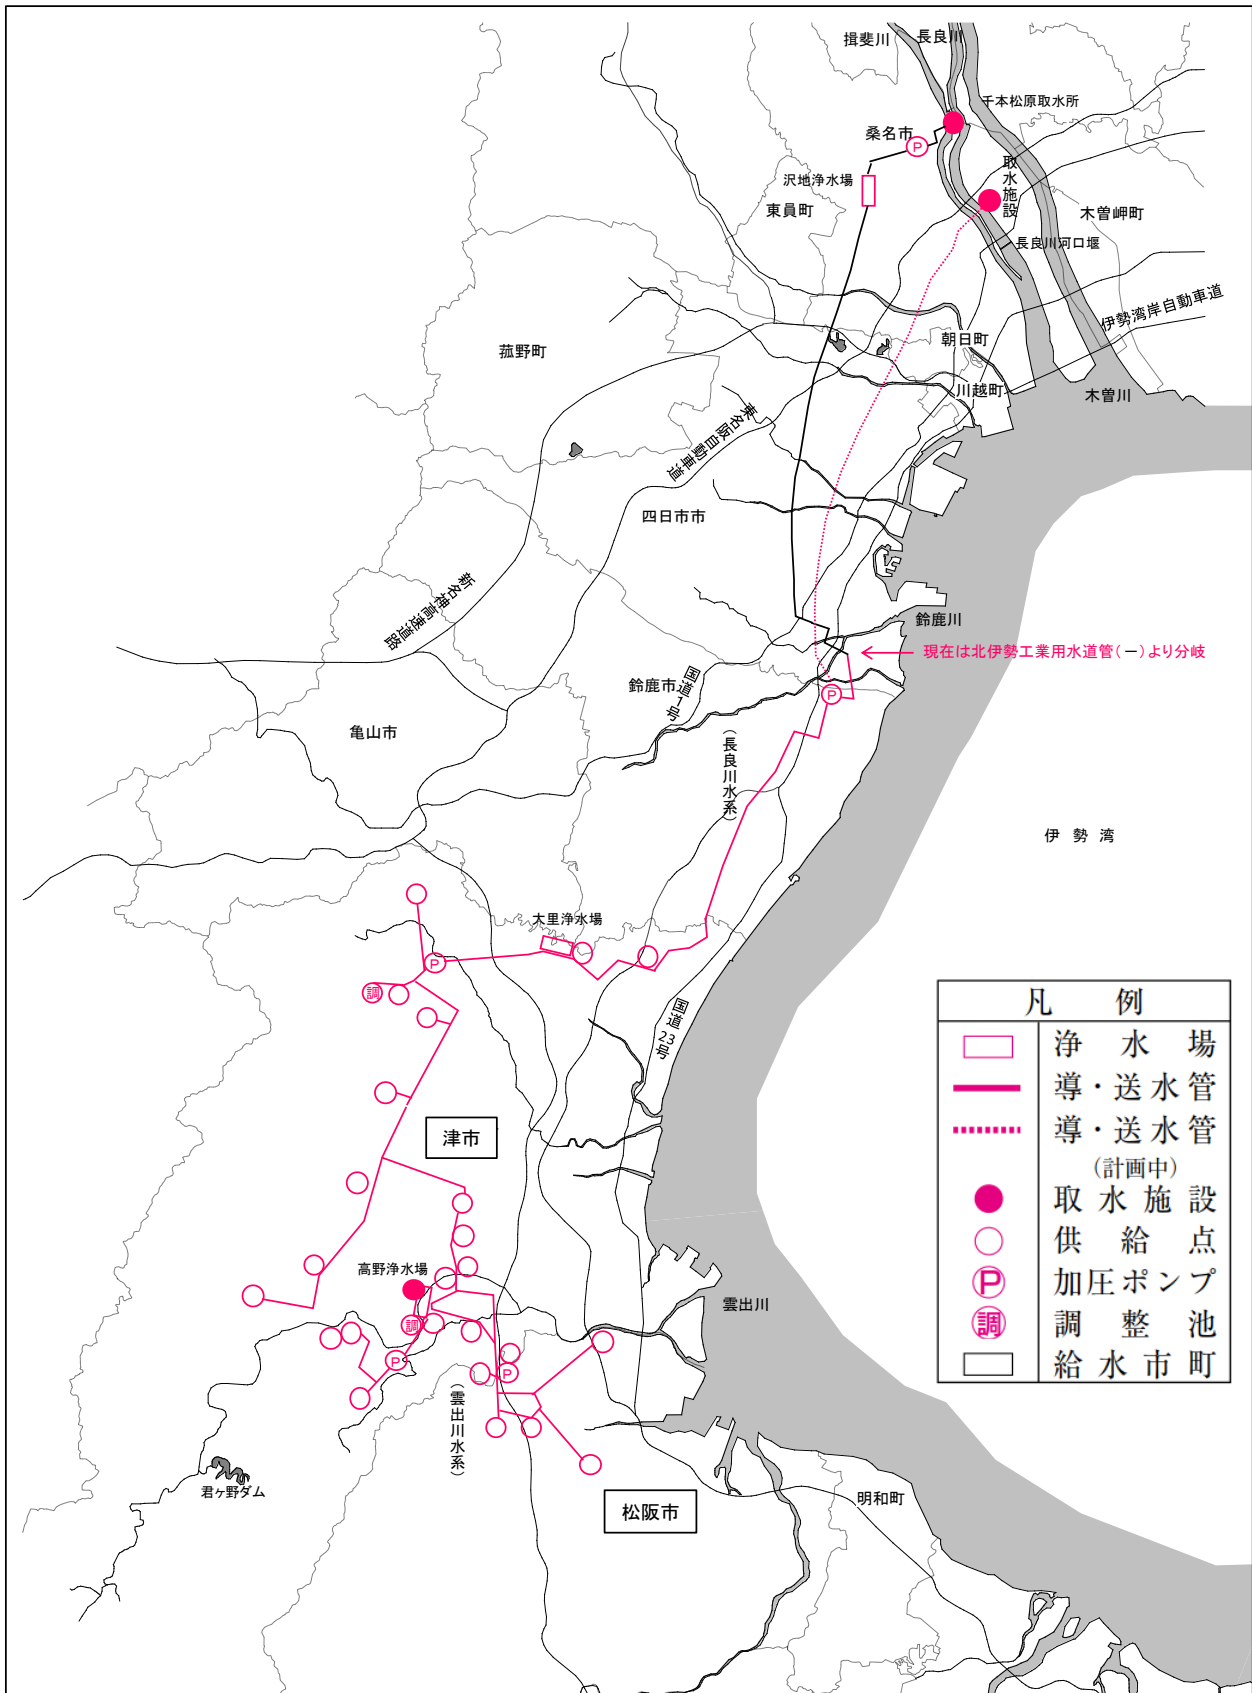 揖斐川
長良川
千本松原取水所
桑名市
P
沢地浄水場
東員町
取水施設
木曽岬町
長良川河口堰
伊勢湾岸自動車道
朝日町
菰野町
川越町
木曽川
東名阪自動車道
四日市市
新名神高速道路
鈴鹿川
現在は北伊勢工業用水道管(ー)より分岐
鈴鹿市
国道1号
P
亀山市
(長良川水系)
伊勢湾
大里浄水場
P
調
国道23号
津市
高野浄水場
調
雲出川
P
P
(雲出川水系)
君ヶ野ダム
松阪市
明和町
凡例
浄水場
導・送水管
導・送水管
(計画中)
取水施設
供給点
P 加圧ポンプ
調 調整池
給水市町